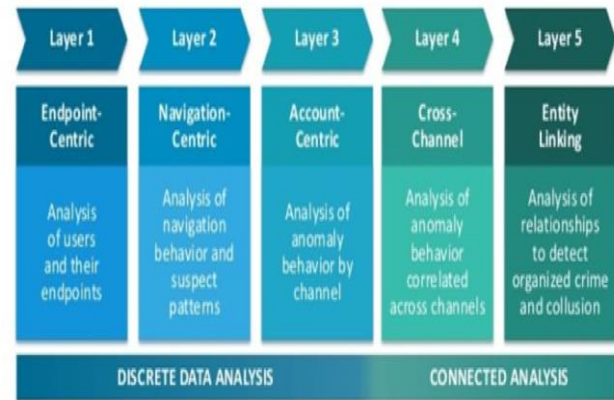 Layer 1
Layer 2
Layer 3
Layer 4
Layer 5
Endpoint-
Centric
Navigation-
Centric
Account-
Centric
Cross-
Channel
Entity
Linking
Analysis
of users
and their
endpoints
Analysis of
navigation
behavior and
suspect
patterns
Analysis of
anomaly
behavior by
channel
Analysis of
anomaly
behavior
correlated
across channels
Analysis of
relationships
to detect
organized crime
and collusion
DISCRETE DATA ANALYSIS
CONNECTED ANALYSIS